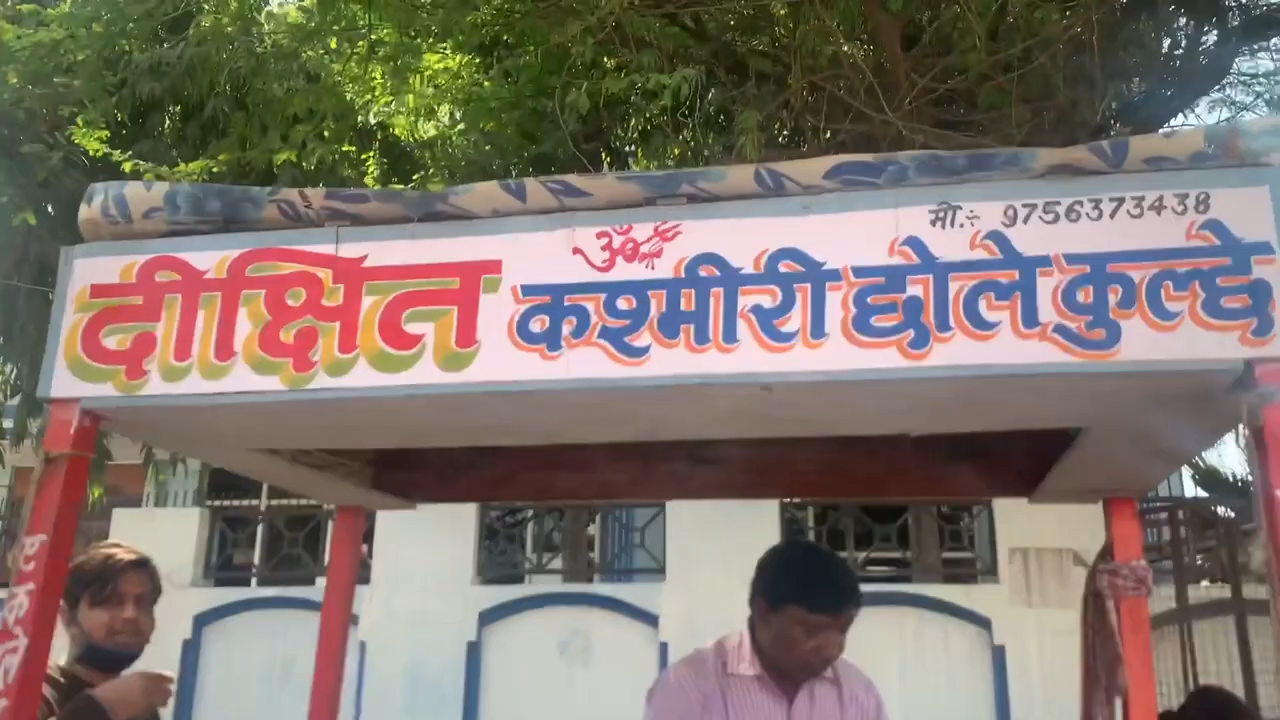 ॐ
मो.:- 9756373438
दीक्षित कश्मीरी छोले कुल्छे